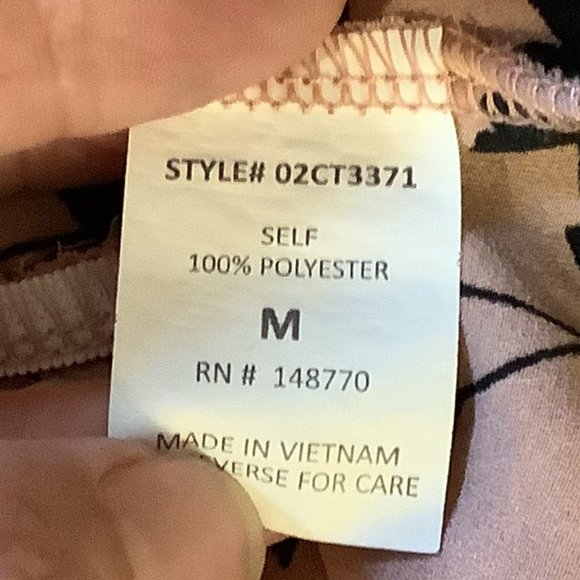 STYLE# 02CT3371
SELF
100% POLYESTER
M
RN # 148770
MADE IN VIETNAM
FOR CARE